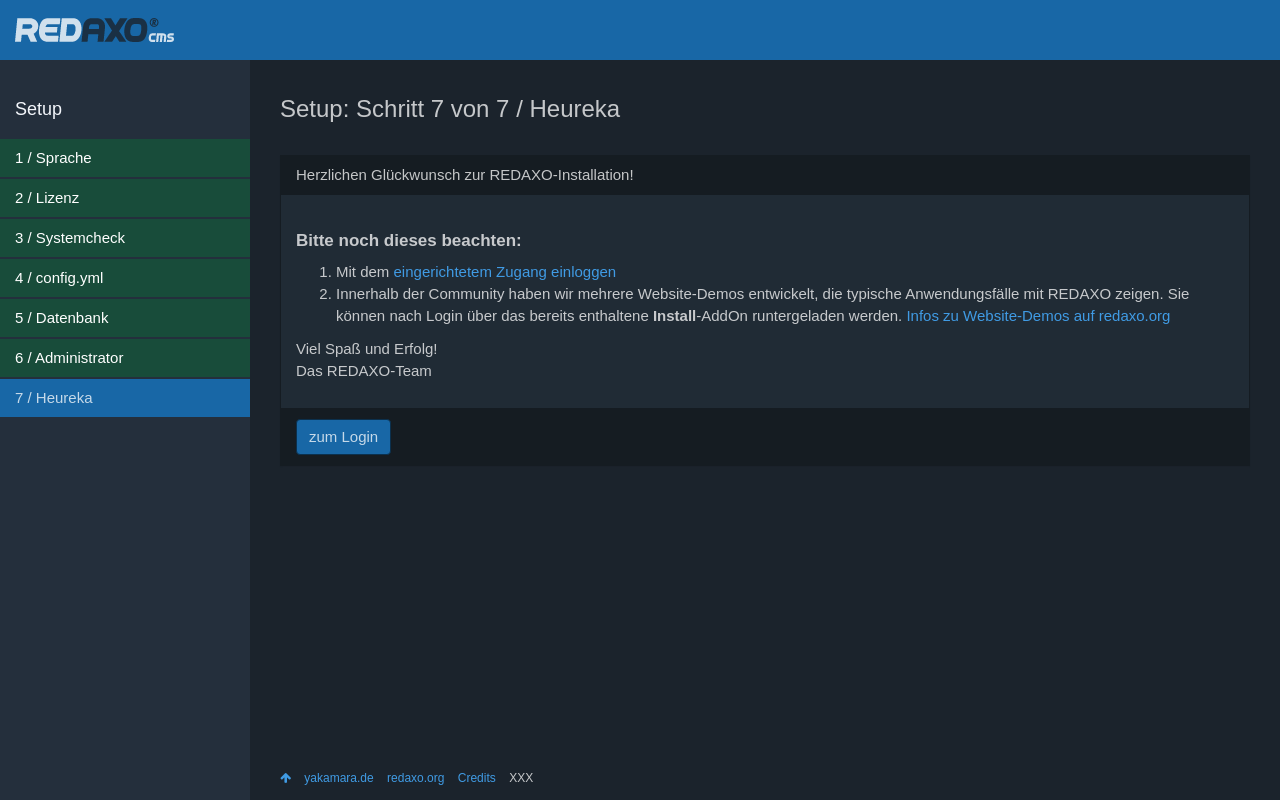 REDAXO® cms
Setup
1 / Sprache
2 / Lizenz
3 / Systemcheck
4 / config.yml
5 / Datenbank
6 / Administrator
7 / Heureka
Setup: Schritt 7 von 7 / Heureka
Herzlichen Glückwunsch zur REDAXO-Installation!
Bitte noch dieses beachten:
1. Mit dem eingerichtetem Zugang einloggen
2. Innerhalb der Community haben wir mehrere Website-Demos entwickelt, die typische Anwendungsfälle mit REDAXO zeigen. Sie
können nach Login über das bereits enthaltene Install-AddOn runtergeladen werden. Infos zu Website-Demos auf redaxo.org
Viel Spaß und Erfolg!
Das REDAXO-Team
zum Login
yakamara.de redaxo.org Credits XXX